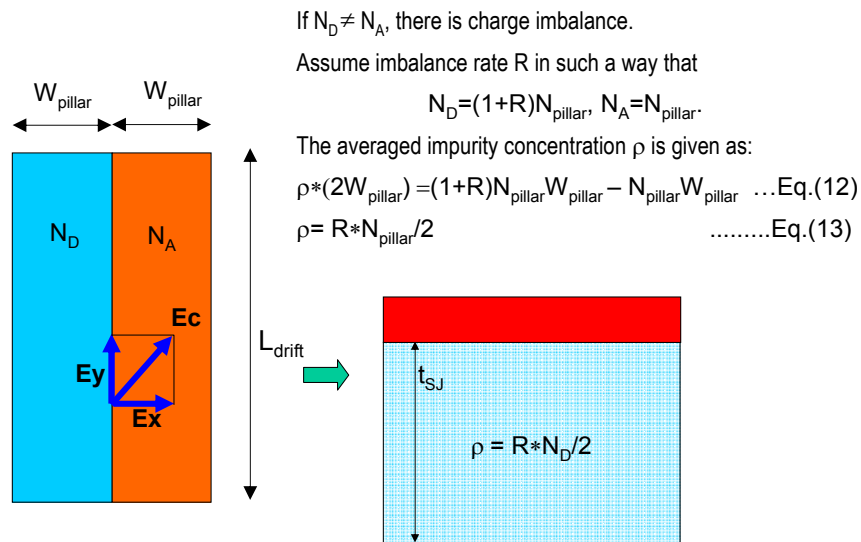 If N_D ≠ N_A, there is charge imbalance.
Assume imbalance rate R in such a way that
N_D=(1+R)N_pillar, N_A=N_pillar.
The averaged impurity concentration ρ is given as:
ρ*(2W_pillar) =(1+R)N_pillarW_pillar – N_pillarW_pillar …Eq.(12)
ρ= R*N_pillar/2 .........Eq.(13)
W_pillar W_pillar
N_D N_A
Ec
Ey
Ex
L_drift
t_SJ
ρ = R*N_D/2